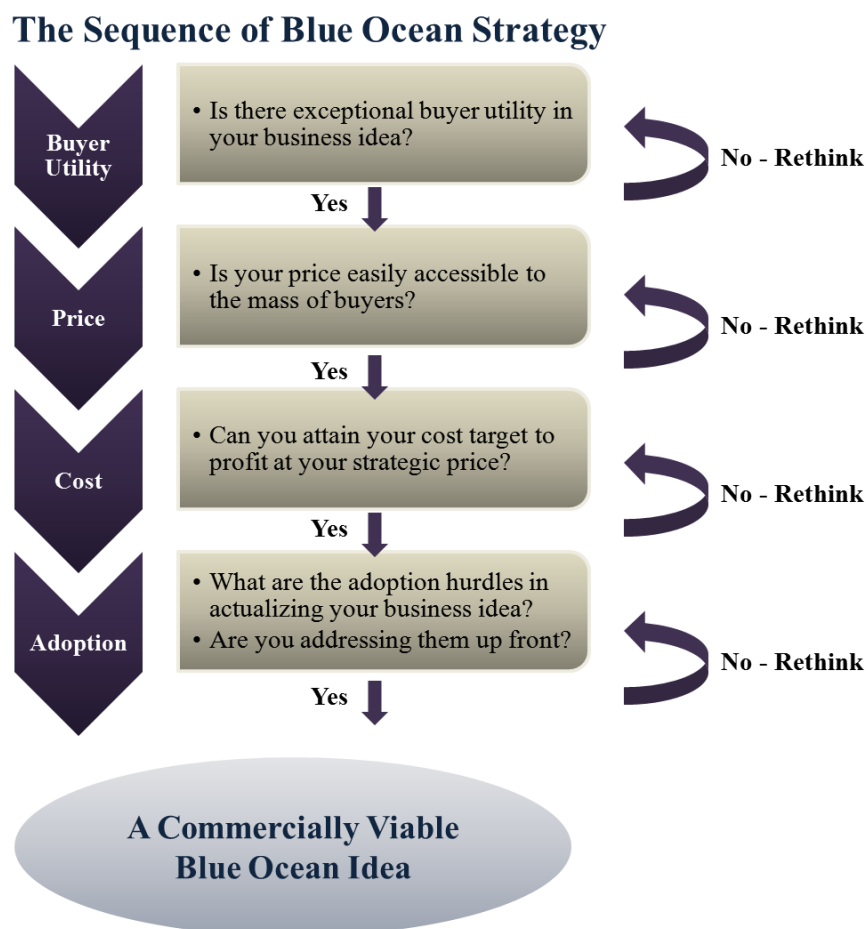 The Sequence of Blue Ocean Strategy
Buyer
Utility
• Is there exceptional buyer utility in
your business idea?
No - Rethink
Yes
Price
• Is your price easily accessible to
the mass of buyers?
No - Rethink
Yes
Cost
• Can you attain your cost target to
profit at your strategic price?
No - Rethink
Yes
Adoption
• What are the adoption hurdles in
actualizing your business idea?
• Are you addressing them up front?
No - Rethink
Yes
A Commercially Viable
Blue Ocean Idea